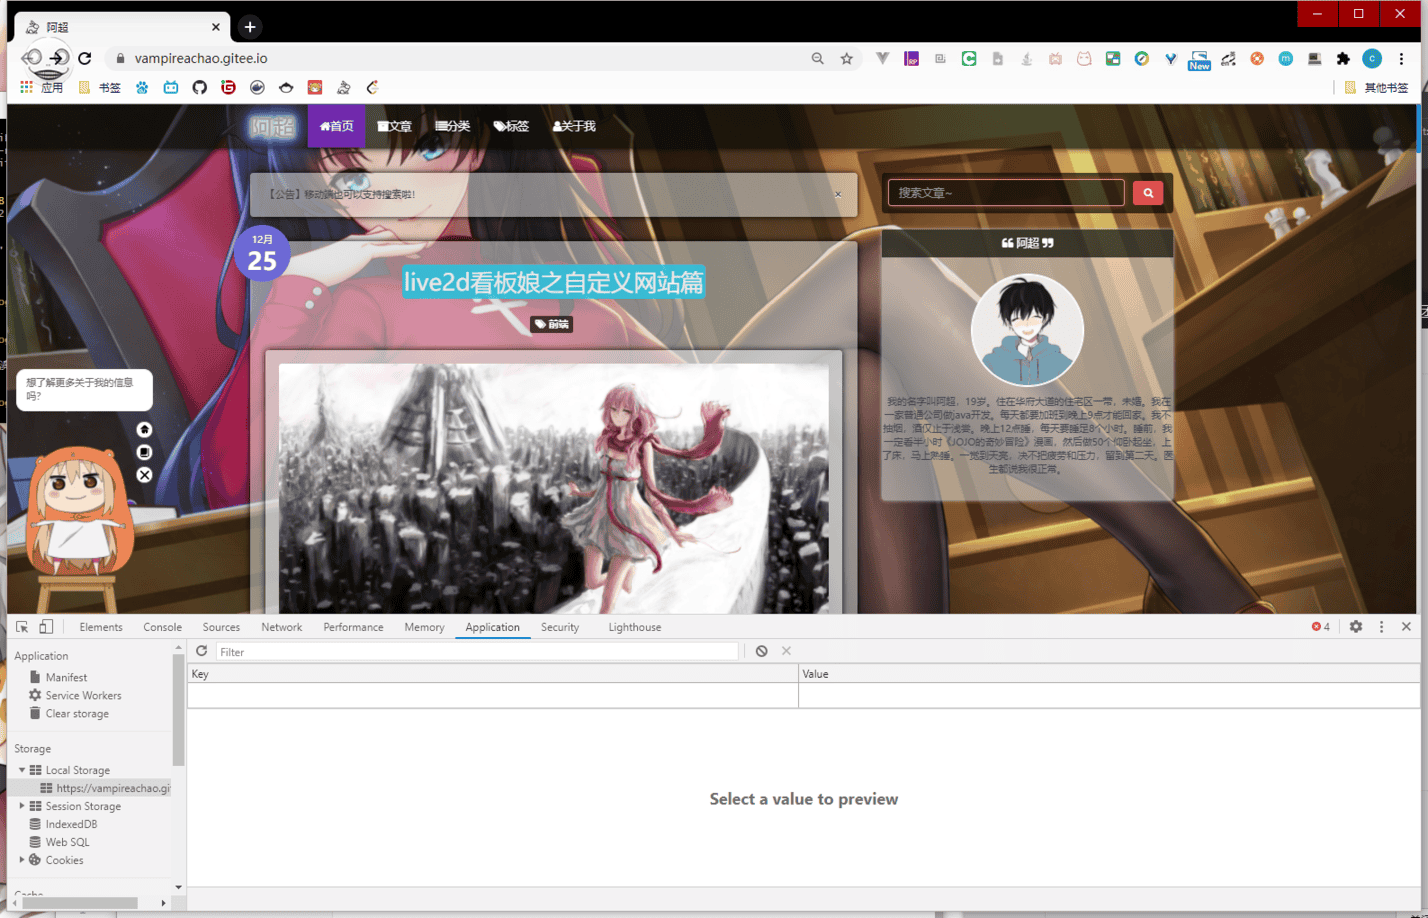 阿超
vampireachao.gitee.io
New
应用
书签
其他书签
阿超
首页
文章
分类
标签
关于我
【公告】移动端也可以支持搜索啦!
×
搜索文章~
12月
25
live2d看板娘之自定义网站篇
前端
阿超
我的名字叫阿超，19岁。住在华府大道的住宅区一带，未婚。我在
一家普通公司做java开发。每天都要加班到晚上9点才能回家。我不
抽烟，酒仅止于浅尝。晚上12点睡，每天要睡足8个小时。睡前，我
一定看半小时《JOJO的奇妙冒险》漫画，然后做50个仰卧起坐，上
了床，马上熟睡。一觉到天亮，决不把疲劳和压力，留到第二天。医
生都说我很正常。
想了解更多关于我的信息
吗?
Elements
Console
Sources
Network
Performance
Memory
Application
Security
Lighthouse
4
Application
Manifest
Service Workers
Clear storage
Storage
Local Storage
https://vampireachao.git
Session Storage
IndexedDB
Web SQL
Cookies
Cache
Filter
Key
Value
Select a value to preview